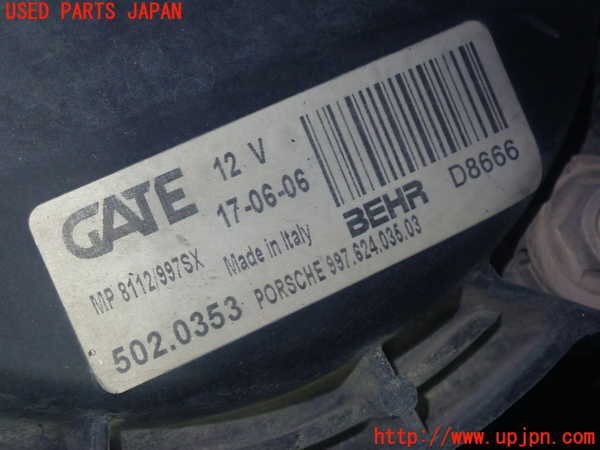 USED PARTS JAPAN
GATE 12 V
17-06-06
BEHR D8666
MP 8112/997SX Made in Italy
502.0353 PORSCHE 997.624.035.03
http://www.upjpn.com